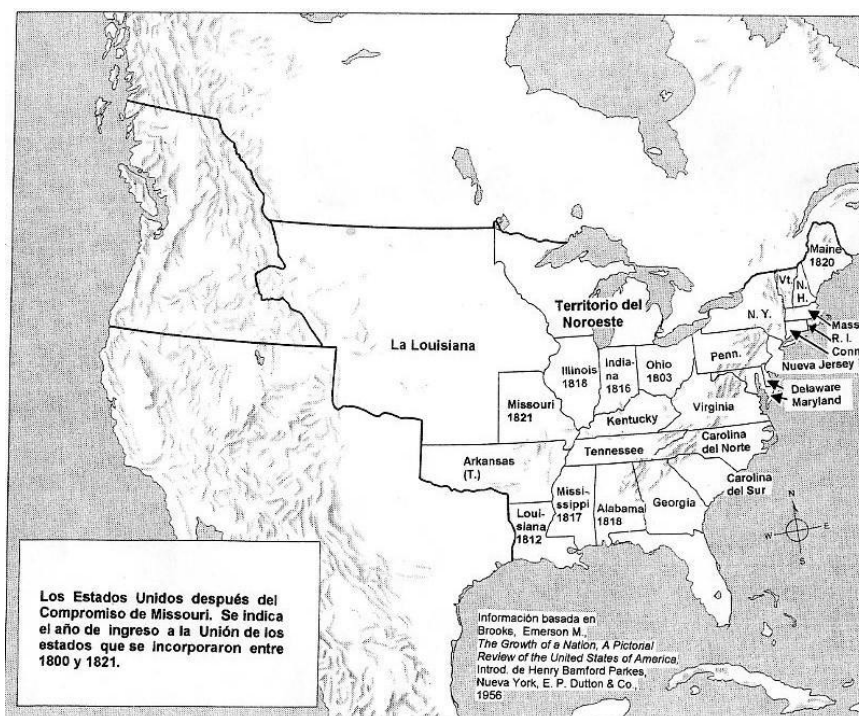 Maine
1820
Vt.
N.
H.
N. Y.
Mass
R. I.
Conn
Nueva Jersey
Territorio del
Noroeste
La Louisiana
Penn.
Illinois
1818
India-
na
1816
Ohio
1803
Delaware
Maryland
Missouri
1821
Kentucky
Virginia
Arkansas
(T.)
Tennessee
Carolina
del Norte
Carolina
del Sur
Missi-
ssippi
1817
Alabama
1818
Georgia
Loui-
siana
1812
N
W
E
S
Los Estados Unidos después del
Compromiso de Missouri. Se indica
el año de ingreso a la Unión de los
estados que se incorporaron entre
1800 y 1821.
Información basada en
Brooks, Emerson M.,
The Growth of a Nation, A Pictorial
Review of the United States of America,
Introd. de Henry Bamford Parkes,
Nueva York, E. P. Dutton & Co.,
1956